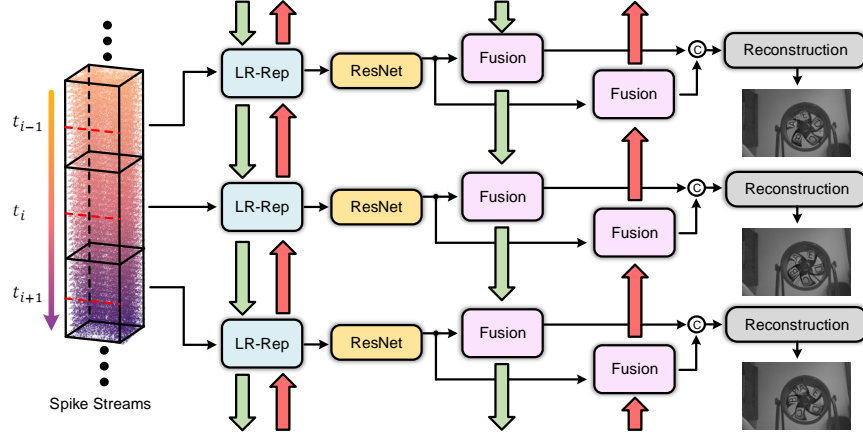 LR-Rep
ResNet
Fusion
Fusion
C
Reconstruction
t_{i−1}
LR-Rep
ResNet
Fusion
Fusion
C
Reconstruction
t_i
LR-Rep
ResNet
Fusion
Fusion
C
Reconstruction
t_{i+1}
Spike Streams